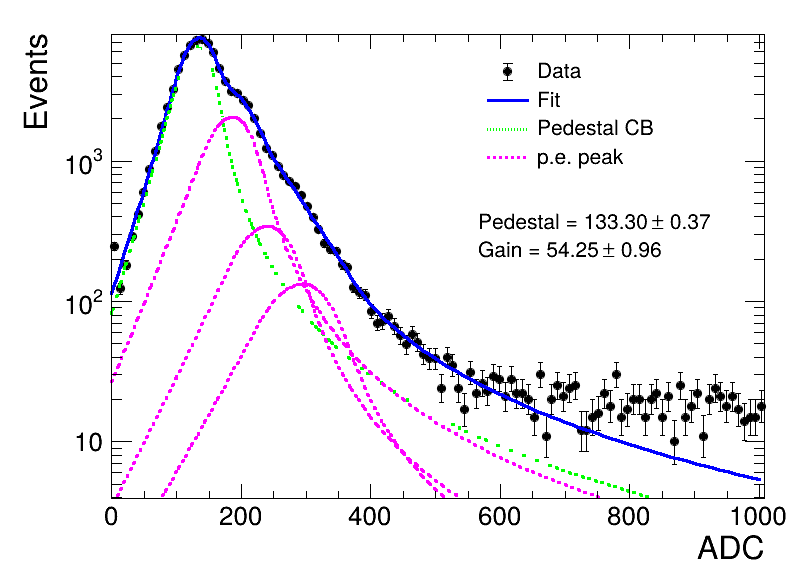 Events
10³
10²
10
Data
Fit
Pedestal CB
p.e. peak
Pedestal = 133.30 ± 0.37
Gain = 54.25 ± 0.96
0 200 400 600 800 1000
ADC